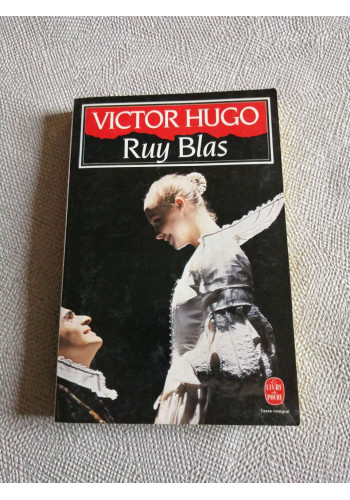 VICTOR HUGO
Ruy Blas
LE LIVRE
DE POCHE
Texte intégral